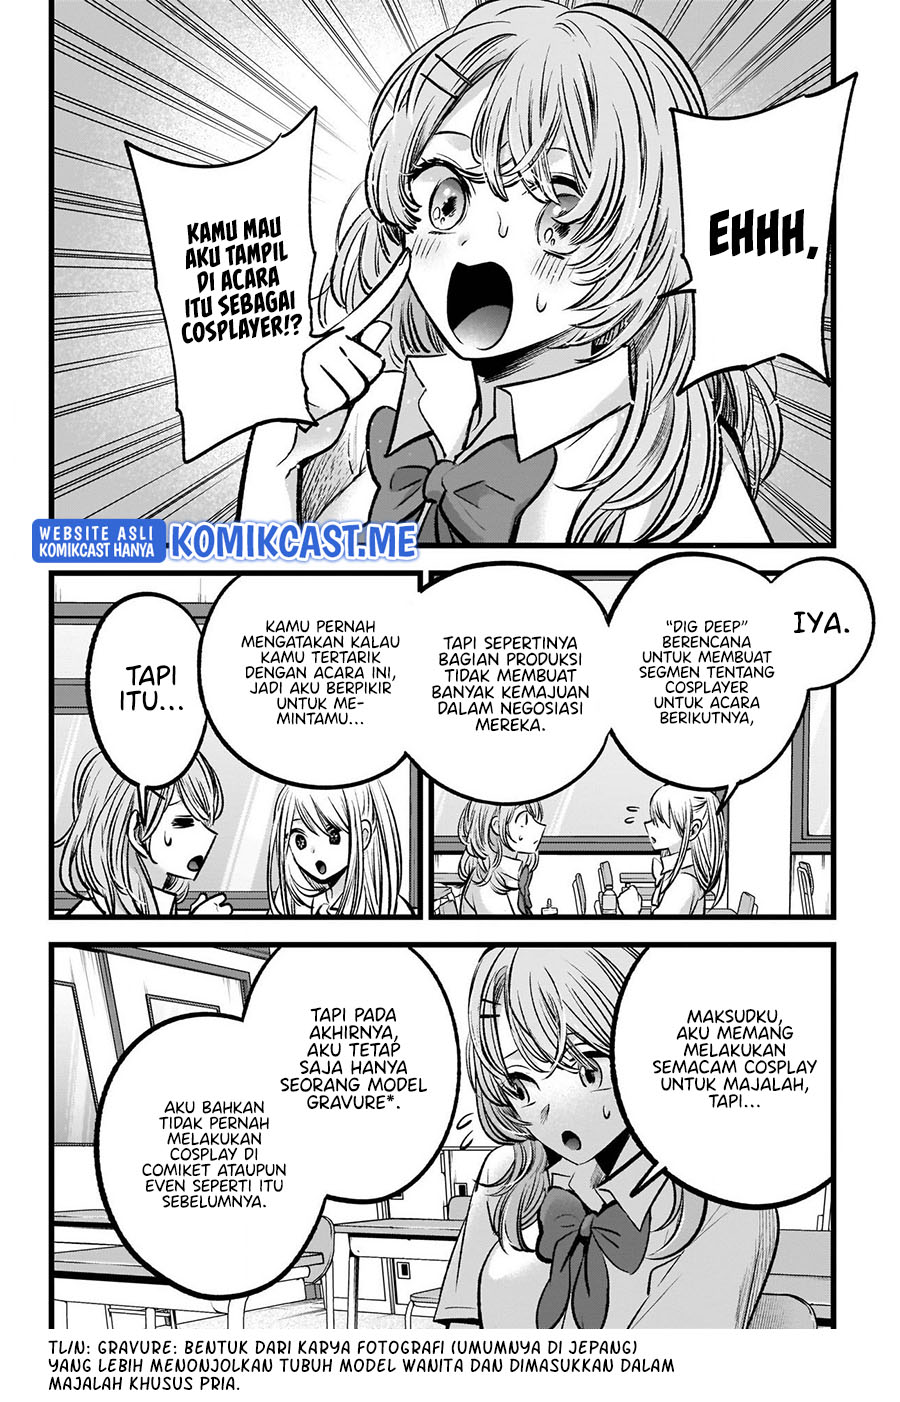 EHHH,
KAMU MAU
AKU TAMPIL
DI ACARA
ITU SEBAGAI
COSPLAYER!?
WEBSITE ASLI
KOMIKCAST HANYA
KOMIKCAST.ME
IYA.
“DIG DEEP”
BERENCANA
UNTUK MEMBUAT
SEGMEN TENTANG
COSPLAYER
UNTUK ACARA
BERIKUTNYA,
TAPI SEPERTINYA
BAGIAN PRODUKSI
TIDAK MEMBUAT
BANYAK KEMAJUAN
DALAM NEGOSIASI
MEREKA.
KAMU PERNAH
MENGATAKAN KALAU
KAMU TERTARIK
DENGAN ACARA INI,
JADI AKU BERPIKIR
UNTUK ME-
MINTAMU...
TAPI
ITU...
MAKSUDKU,
AKU MEMANG
MELAKUKAN
SEMACAM COSPLAY
UNTUK MAJALAH,
TAPI...
TAPI PADA
AKHIRNYA,
AKU TETAP
SAJA HANYA
SEORANG MODEL
GRAVURE*.
AKU BAHKAN
TIDAK PERNAH
MELAKUKAN
COSPLAY DI
COMIKET ATAUPUN
EVEN SEPERTI ITU
SEBELUMNYA.
TL/N: GRAVURE: BENTUK DARI KARYA FOTOGRAFI (UMUMNYA DI JEPANG)
YANG LEBIH MENONJOLKAN TUBUH MODEL WANITA DAN DIMASUKKAN DALAM
MAJALAH KHUSUS PRIA.